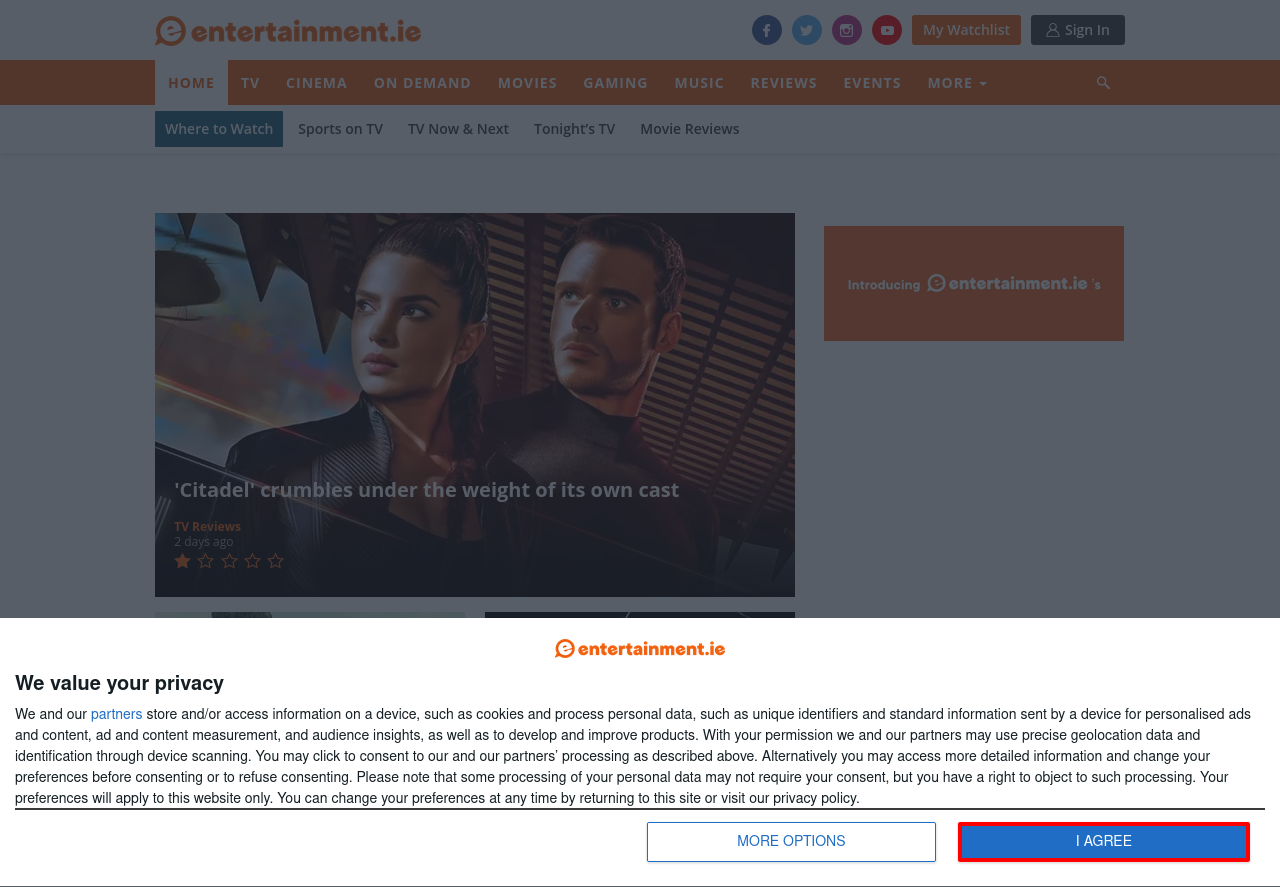 entertainment.ie
My Watchlist
Sign In
HOME TV CINEMA ON DEMAND MOVIES GAMING MUSIC REVIEWS EVENTS MORE
Where to Watch Sports on TV TV Now & Next Tonight's TV Movie Reviews
Introducing entertainment.ie 's
'Citadel' crumbles under the weight of its own cast
TV Reviews
2 days ago
entertainment.ie
We value your privacy
We and our partners store and/or access information on a device, such as cookies and process personal data, such as unique identifiers and standard information sent by a device for personalised ads
and content, ad and content measurement, and audience insights, as well as to develop and improve products. With your permission we and our partners may use precise geolocation data and
identification through device scanning. You may click to consent to our and our partners’ processing as described above. Alternatively you may access more detailed information and change your
preferences before consenting or to refuse consenting. Please note that some processing of your personal data may not require your consent, but you have a right to object to such processing. Your
preferences will apply to this website only. You can change your preferences at any time by returning to this site or visit our privacy policy.
MORE OPTIONS
I AGREE